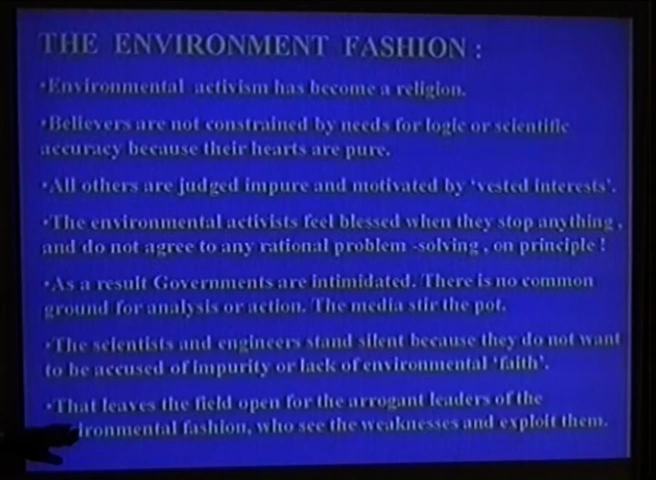 THE ENVIRONMENT FASHION :
•Environmental activism has become a religion.
•Believers are not constrained by needs for logic or scientific
accuracy because their hearts are pure.
•All others are judged impure and motivated by ‘vested interests’.
•The environmental activists feel blessed when they stop anything ,
and do not agree to any rational problem -solving , on principle !
•As a result Governments are intimidated. There is no common
ground for analysis or action. The media stir the pot.
•The scientists and engineers stand silent because they do not want
to be accused of impurity or lack of environmental ‘faith’.
•That leaves the field open for the arrogant leaders of the
ironmental fashion, who see the weaknesses and exploit them.